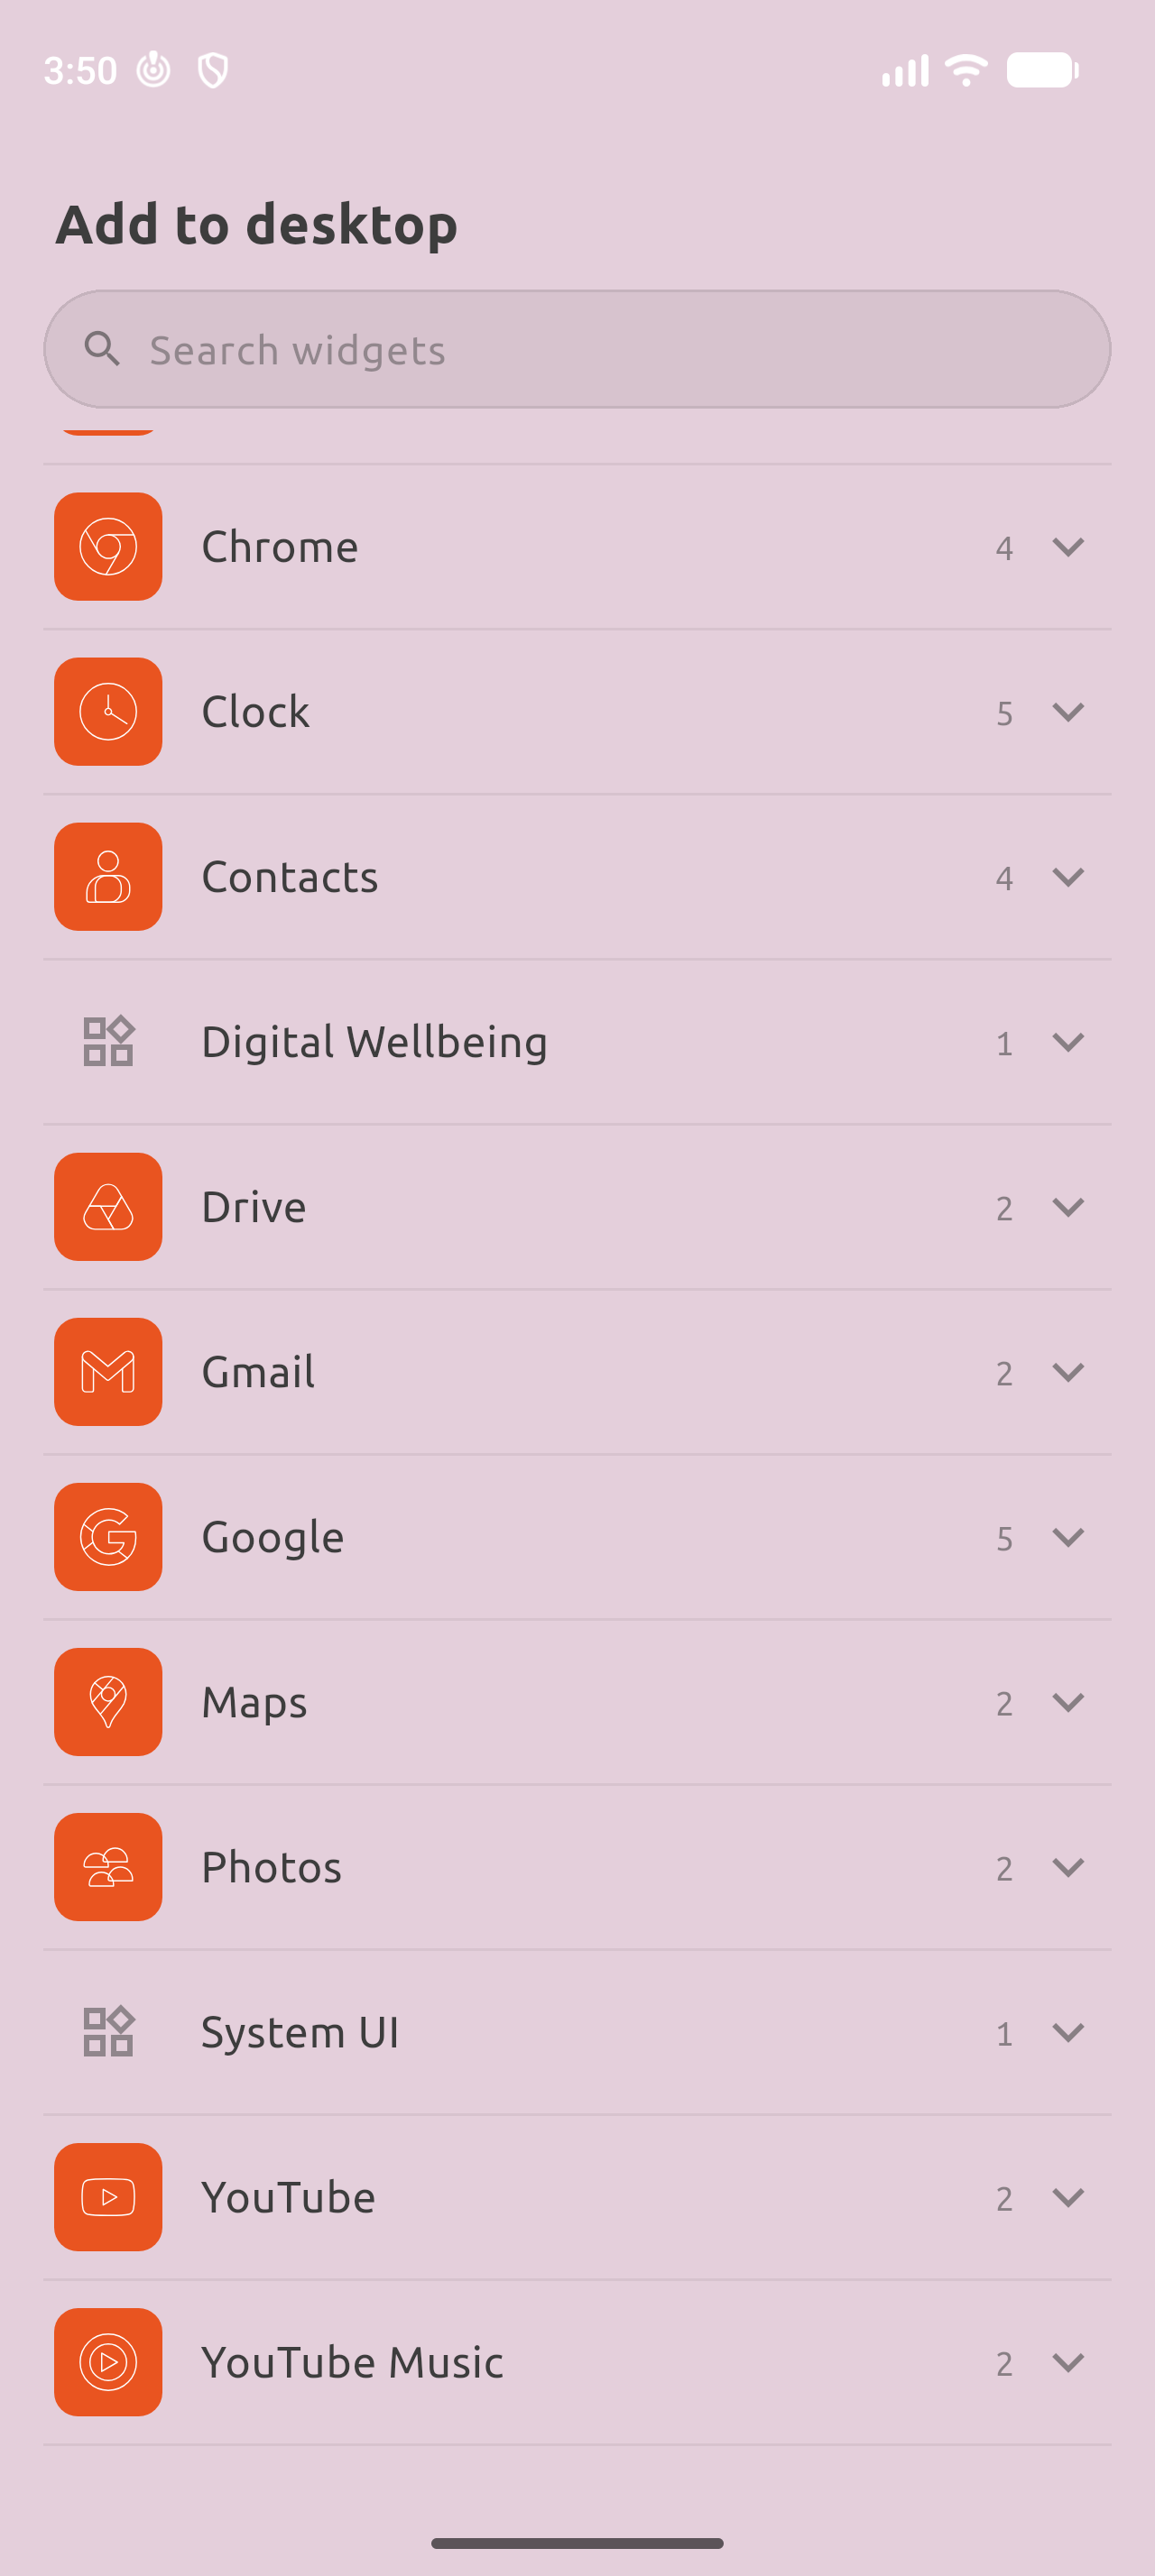 3:50
Add to desktop
Search widgets
Chrome 4
Clock 5
Contacts 4
Digital Wellbeing 1
Drive 2
Gmail 2
Google 5
Maps 2
Photos 2
System UI 1
YouTube 2
YouTube Music 2